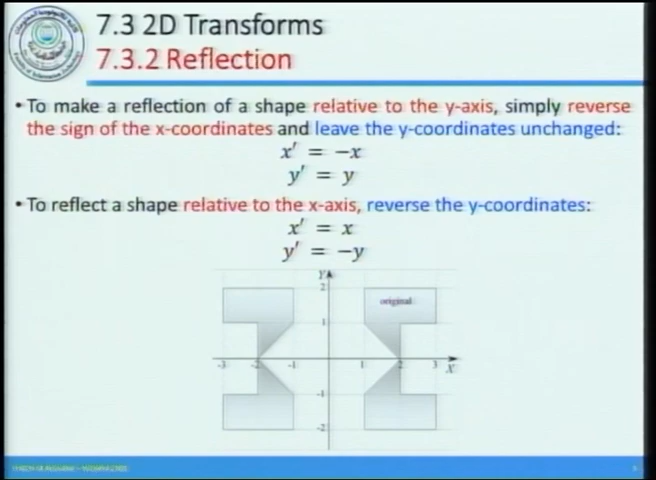 7.3 2D Transforms
7.3.2 Reflection
• To make a reflection of a shape relative to the y-axis, simply reverse
the sign of the x-coordinates and leave the y-coordinates unchanged:
x' = −x
y' = y
• To reflect a shape relative to the x-axis, reverse the y-coordinates:
x' = x
y' = −y
Y
2
original
1
-3 -2 -1 1 2 3 X
-1
-2